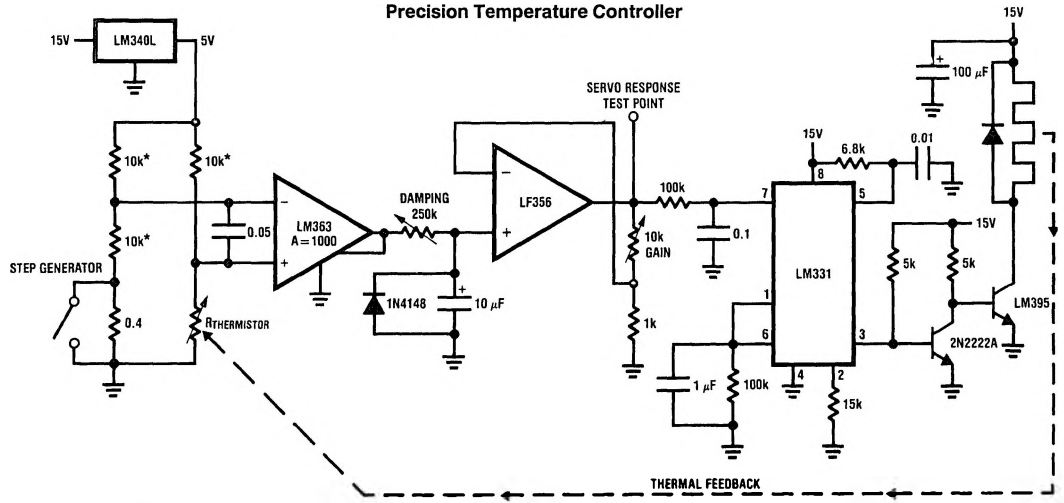 Precision Temperature Controller
15V
LM340L
5V
10k*
10k*
10k*
STEP GENERATOR
0.4
RTHERMISTOR
0.05
LM363
A = 1000
−
+
DAMPING
250k
1N4148
+
10 μF
LF356
−
+
SERVO RESPONSE
TEST POINT
100k
10k
GAIN
1k
0.1
1 μF
100k
15V
8
6.8k
0.01
7
5
LM331
1
6
3
4
2
15k
15V
5k
5k
2N2222A
LM395
15V
+
100 μF
THERMAL FEEDBACK